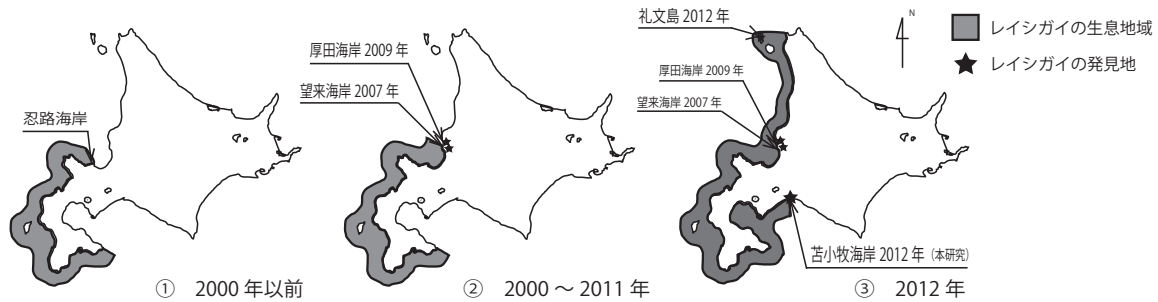 忍路海岸
① 2000 年以前
厚田海岸 2009 年
望来海岸 2007 年
② 2000 ～ 2011 年
礼文島 2012 年
厚田海岸 2009 年
望来海岸 2007 年
苫小牧海岸 2012 年 (本研究)
③ 2012 年
N
レイシガイの生息地域
レイシガイの発見地